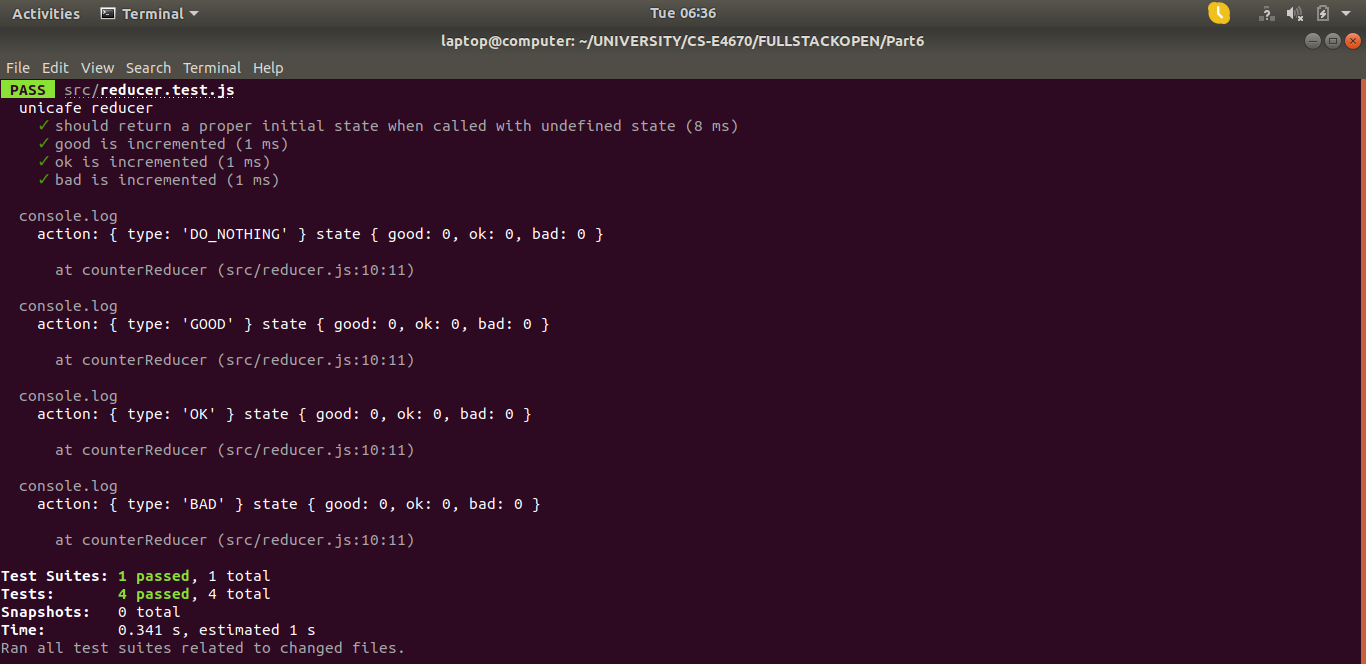 Activities Terminal Tue 06:36
laptop@computer: ~/UNIVERSITY/CS-E4670/FULLSTACKOPEN/Part6
File Edit View Search Terminal Help
PASS src/reducer.test.js
unicafe reducer
✓ should return a proper initial state when called with undefined state (8 ms)
✓ good is incremented (1 ms)
✓ ok is incremented (1 ms)
✓ bad is incremented (1 ms)
console.log
action: { type: 'DO_NOTHING' } state { good: 0, ok: 0, bad: 0 }
at counterReducer (src/reducer.js:10:11)
console.log
action: { type: 'GOOD' } state { good: 0, ok: 0, bad: 0 }
at counterReducer (src/reducer.js:10:11)
console.log
action: { type: 'OK' } state { good: 0, ok: 0, bad: 0 }
at counterReducer (src/reducer.js:10:11)
console.log
action: { type: 'BAD' } state { good: 0, ok: 0, bad: 0 }
at counterReducer (src/reducer.js:10:11)
Test Suites: 1 passed, 1 total
Tests: 4 passed, 4 total
Snapshots: 0 total
Time: 0.341 s, estimated 1 s
Ran all test suites related to changed files.